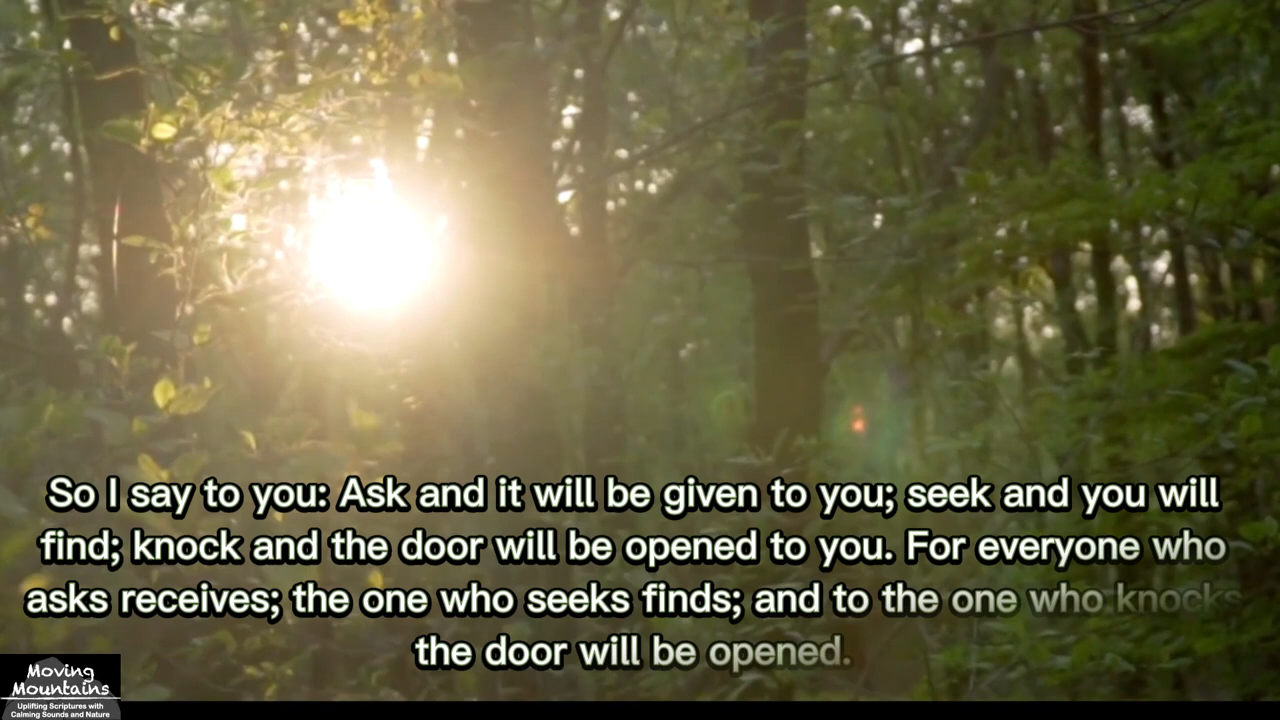 So I say to you: Ask and it will be given to you; seek and you will
find; knock and the door will be opened to you. For everyone who
asks receives; the one who seeks finds; and to the one who knocks
the door will be opened.
Moving
Mountains
Uplifting Scriptures with
Calming Sounds and Nature